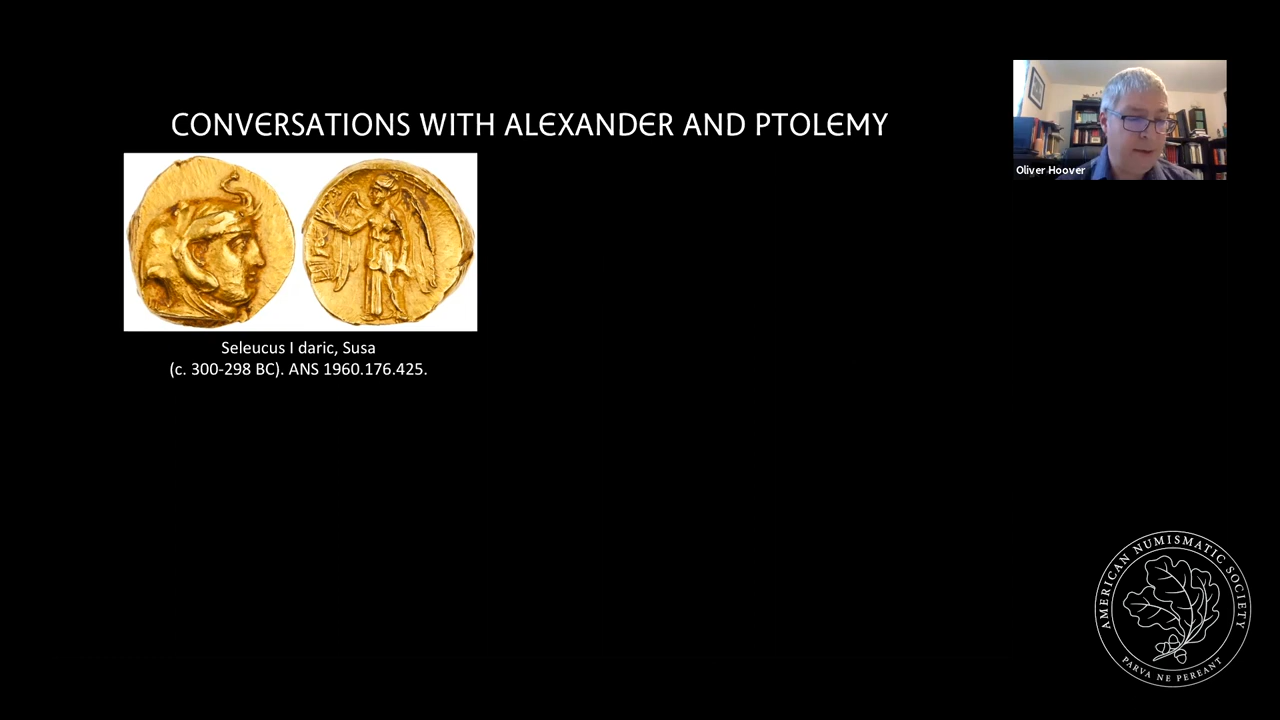 CONVERSATIONS WITH ALEXANDER AND PTOLEMY
Oliver Hoover
Seleucus I daric, Susa
(c. 300-298 BC). ANS 1960.176.425.
AMERICAN NUMISMATIC SOCIETY
PARVA NE PEREANT